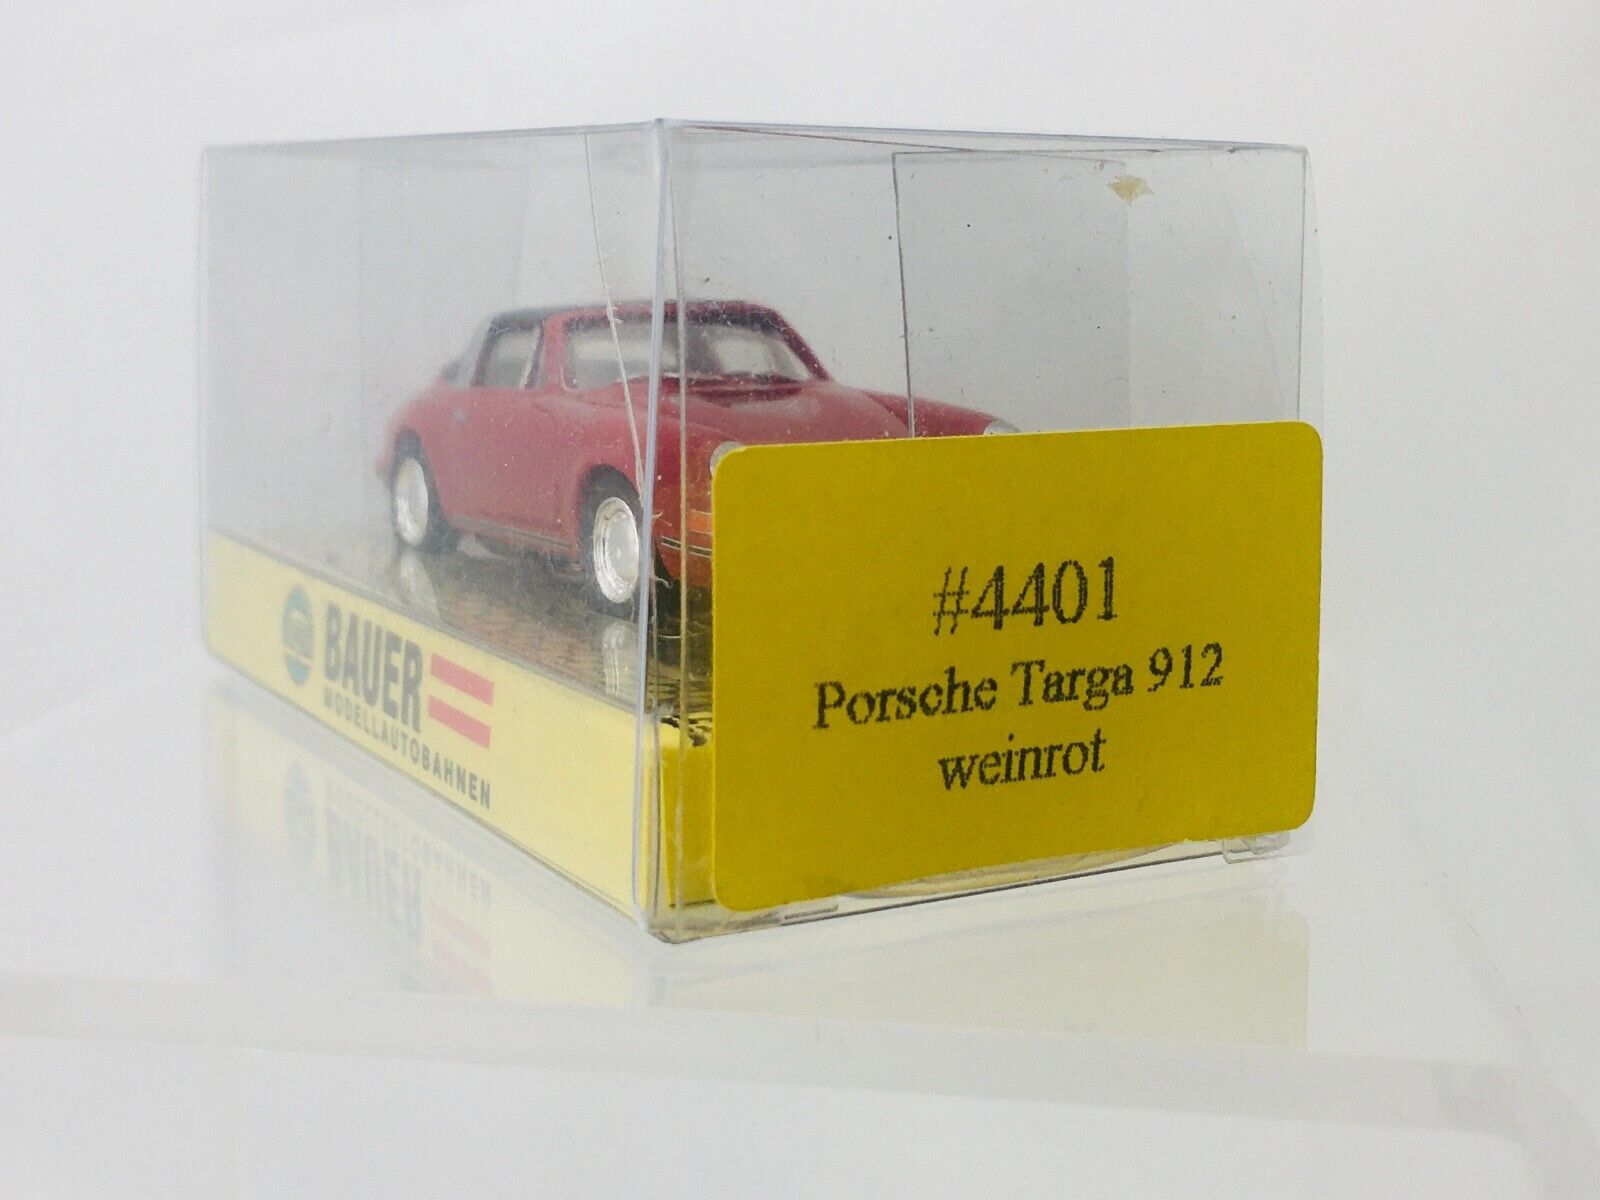 BAUER
MODELLAUTOBAHNEN
#4401
Porsche Targa 912
weinrot